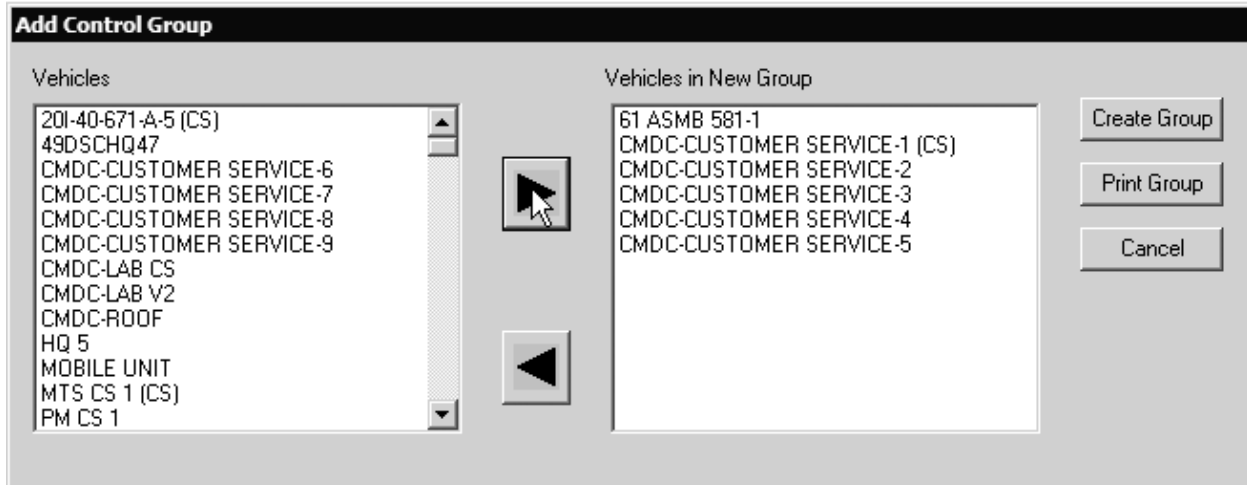 Add Control Group
Vehicles
20I-40-671-A-5 (CS)
49DSCHQ47
CMDC-CUSTOMER SERVICE-6
CMDC-CUSTOMER SERVICE-7
CMDC-CUSTOMER SERVICE-8
CMDC-CUSTOMER SERVICE-9
CMDC-LAB CS
CMDC-LAB V2
CMDC-ROOF
HQ 5
MOBILE UNIT
MTS CS 1 (CS)
PM CS 1
Vehicles in New Group
61 ASMB 581-1
CMDC-CUSTOMER SERVICE-1 (CS)
CMDC-CUSTOMER SERVICE-2
CMDC-CUSTOMER SERVICE-3
CMDC-CUSTOMER SERVICE-4
CMDC-CUSTOMER SERVICE-5
Create Group
Print Group
Cancel